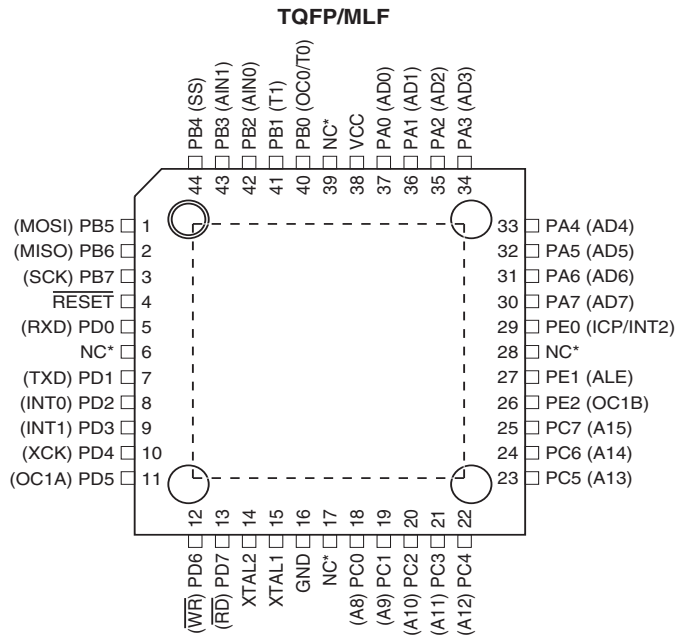 TQFP/MLF
PB4 (SS)
PB3 (AIN1)
PB2 (AIN0)
PB1 (T1)
PB0 (OC0/T0)
NC*
VCC
PA0 (AD0)
PA1 (AD1)
PA2 (AD2)
PA3 (AD3)
44
43
42
41
40
39
38
37
36
35
34
(MOSI) PB5 1
(MISO) PB6 2
(SCK) PB7 3
RESET 4
(RXD) PD0 5
NC* 6
(TXD) PD1 7
(INT0) PD2 8
(INT1) PD3 9
(XCK) PD4 10
(OC1A) PD5 11
33 PA4 (AD4)
32 PA5 (AD5)
31 PA6 (AD6)
30 PA7 (AD7)
29 PE0 (ICP/INT2)
28 NC*
27 PE1 (ALE)
26 PE2 (OC1B)
25 PC7 (A15)
24 PC6 (A14)
23 PC5 (A13)
12
13
14
15
16
17
18
19
20
21
22
(WR) PD6
(RD) PD7
XTAL2
XTAL1
GND
NC*
(A8) PC0
(A9) PC1
(A10) PC2
(A11) PC3
(A12) PC4